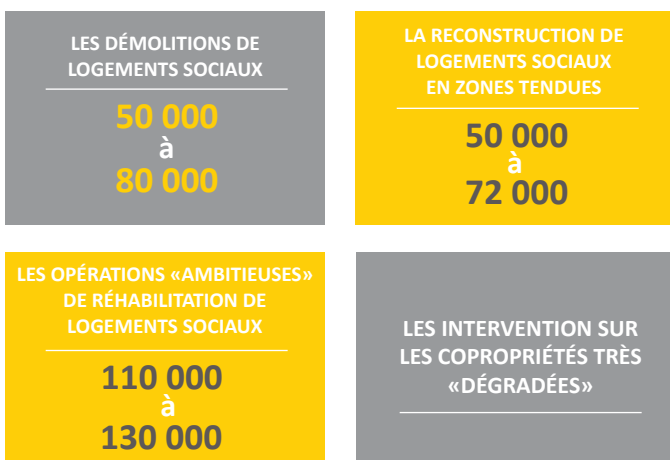 LES DÉMOLITIONS DE
LOGEMENTS SOCIAUX
50 000
à
80 000
LA RECONSTRUCTION DE
LOGEMENTS SOCIAUX
EN ZONES TENDUES
50 000
à
72 000
LES OPÉRATIONS «AMBITIEUSES»
DE RÉHABILITATION DE
LOGEMENTS SOCIAUX
110 000
à
130 000
LES INTERVENTION SUR
LES COPROPRIÉTÉS TRÈS
«DÉGRADÉES»